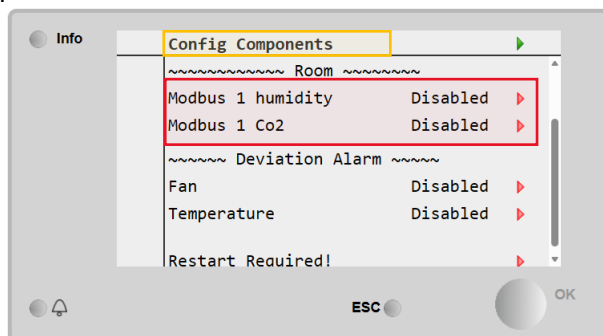 Info
Config Components
~~~~~~~~~~~~ Room ~~~~~~~~
Modbus 1 humidity Disabled
Modbus 1 Co2 Disabled
~~~~~~ Deviation Alarm ~~~~~
Fan Disabled
Temperature Disabled
Restart Required!
ESC
OK